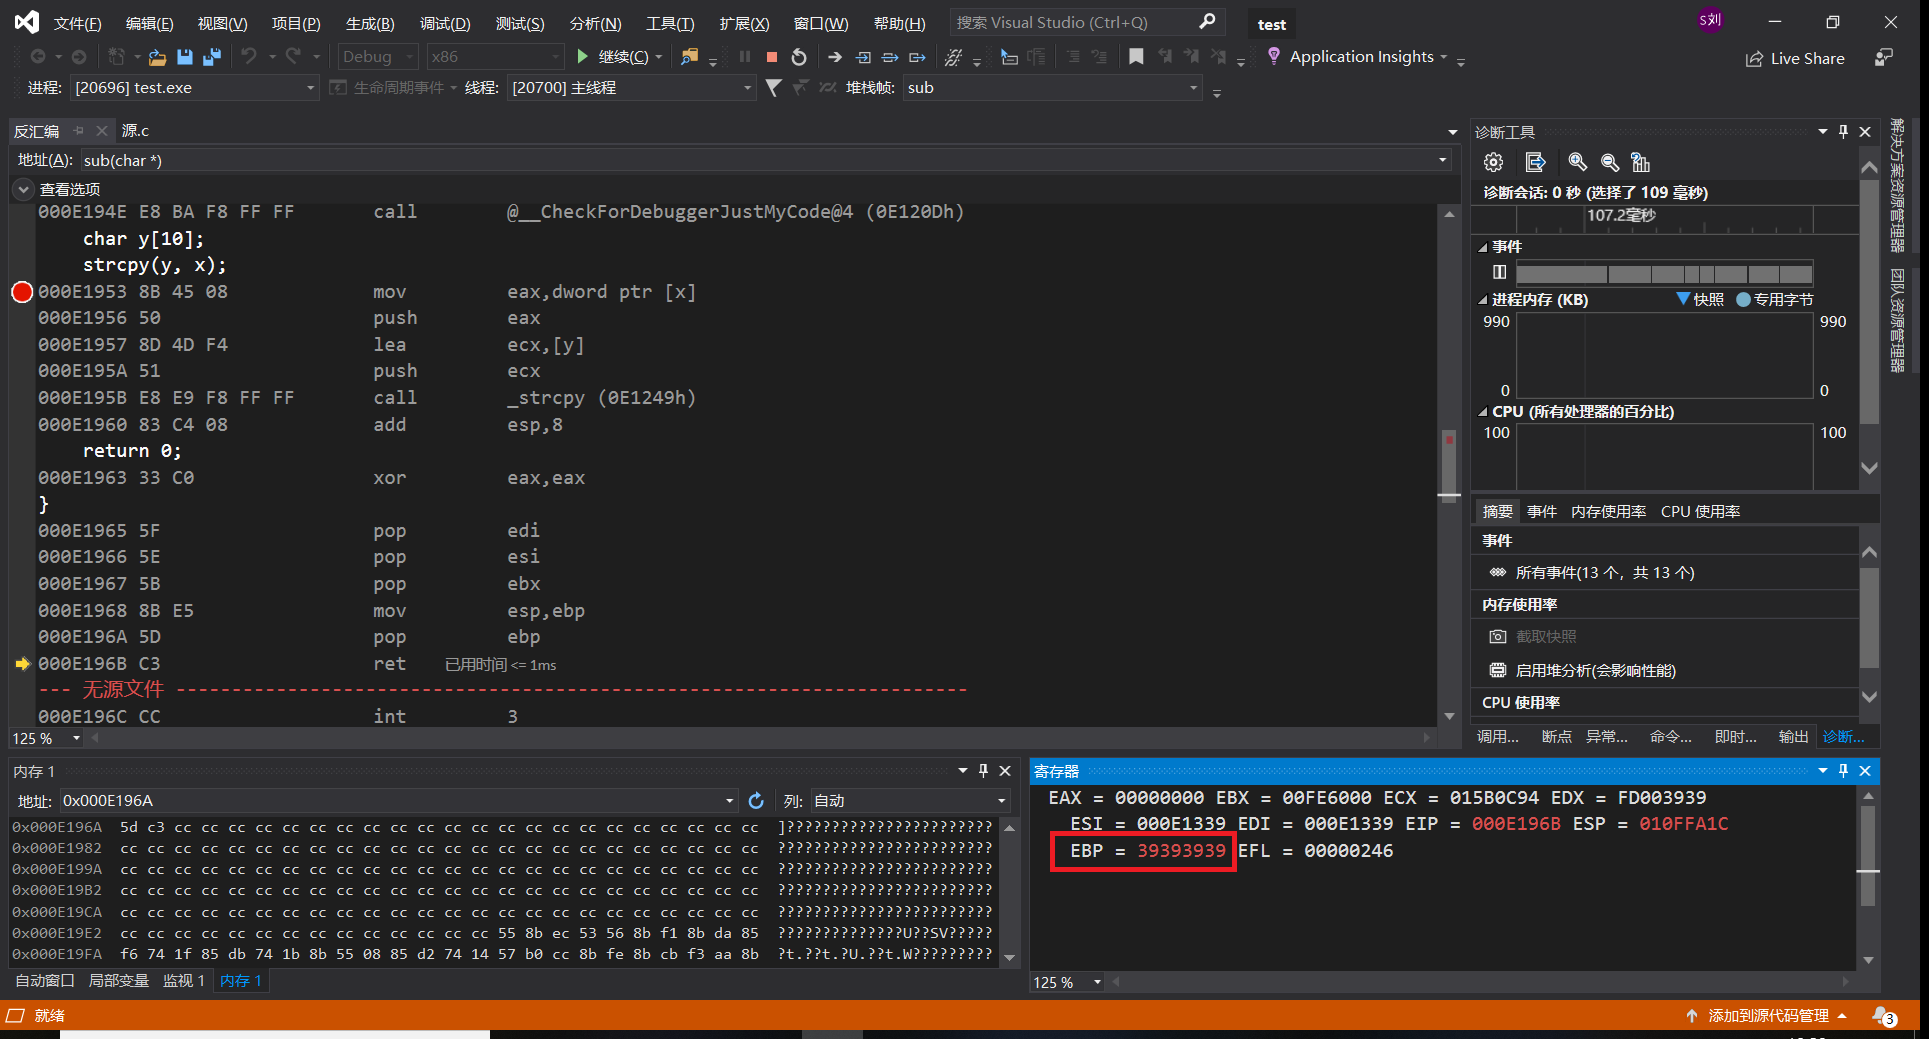 文件(F) 编辑(E) 视图(V) 项目(P) 生成(B) 调试(D) 测试(S) 分析(N) 工具(T) 扩展(X) 窗口(W) 帮助(H) 搜索 Visual Studio (Ctrl+Q) test S刘
Debug x86 继续(C) Application Insights Live Share
进程: [20696] test.exe 生命周期事件 线程: [20700] 主线程 堆栈帧: sub
反汇编 源.c
地址(A): sub(char *)
查看选项
000E194E E8 BA F8 FF FF call @__CheckForDebuggerJustMyCode@4 (0E120Dh)
char y[10];
strcpy(y, x);
000E1953 8B 45 08 mov eax,dword ptr [x]
000E1956 50 push eax
000E1957 8D 4D F4 lea ecx,[y]
000E195A 51 push ecx
000E195B E8 E9 F8 FF FF call _strcpy (0E1249h)
000E1960 83 C4 08 add esp,8
return 0;
000E1963 33 C0 xor eax,eax
}
000E1965 5F pop edi
000E1966 5E pop esi
000E1967 5B pop ebx
000E1968 8B E5 mov esp,ebp
000E196A 5D pop ebp
000E196B C3 ret 已用时间 <= 1ms
--- 无源文件 -----------------------------------------------------------------------
000E196C CC int 3
125 %
诊断工具
诊断会话: 0 秒 (选择了 109 毫秒)
107.2毫秒
事件
进程内存 (KB) 快照 专用字节
990 990
0 0
CPU (所有处理器的百分比)
100 100
摘要 事件 内存使用率 CPU 使用率
事件
所有事件(13 个，共 13 个)
内存使用率
截取快照
启用堆分析(会影响性能)
CPU 使用率
调用... 断点 异常... 命令... 即时... 输出 诊断...
解决方案资源管理器
团队资源管理器
内存 1
地址: 0x000E196A 列: 自动
0x000E196A 5d c3 cc cc cc cc cc cc cc cc cc cc cc cc cc cc cc cc cc cc cc cc cc cc ]???????????????????????
0x000E1982 cc cc cc cc cc cc cc cc cc cc cc cc cc cc cc cc cc cc cc cc cc cc cc cc ????????????????????????
0x000E199A cc cc cc cc cc cc cc cc cc cc cc cc cc cc cc cc cc cc cc cc cc cc cc cc ????????????????????????
0x000E19B2 cc cc cc cc cc cc cc cc cc cc cc cc cc cc cc cc cc cc cc cc cc cc cc cc ????????????????????????
0x000E19CA cc cc cc cc cc cc cc cc cc cc cc cc cc cc cc cc cc cc cc cc cc cc cc cc ????????????????????????
0x000E19E2 cc cc cc cc cc cc cc cc cc cc cc cc cc cc 55 8b ec 53 56 8b f1 8b da 85 ??????????????U??SV?????
0x000E19FA f6 74 1f 85 db 74 1b 8b 55 08 85 d2 74 14 57 b0 cc 8b fe 8b cb f3 aa 8b ?t.??t.?U.??t.W?????????
自动窗口 局部变量 监视 1 内存 1
寄存器
EAX = 00000000 EBX = 00FE6000 ECX = 015B0C94 EDX = FD003939
ESI = 000E1339 EDI = 000E1339 EIP = 000E196B ESP = 010FFA1C
EBP = 39393939 EFL = 00000246
125 %
就绪 添加到源代码管理 3